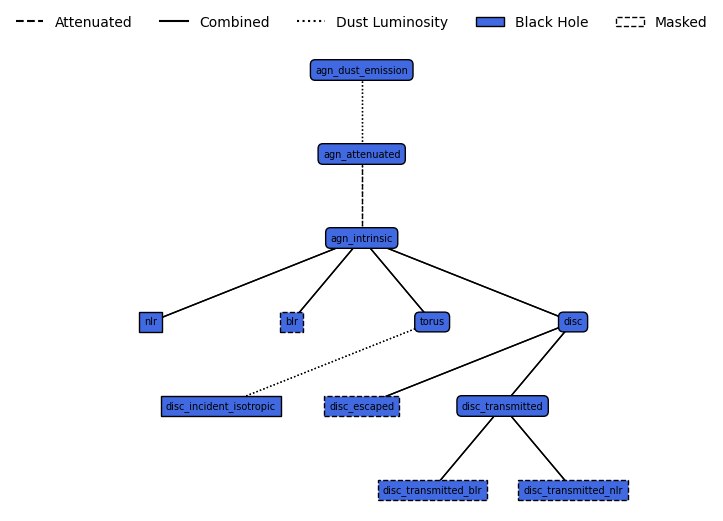 Attenuated Combined Dust Luminosity Black Hole Masked
agn_dust_emission
agn_attenuated
agn_intrinsic
nlr blr torus disc
disc_incident_isotropic disc_escaped disc_transmitted
disc_transmitted_blr disc_transmitted_nlr